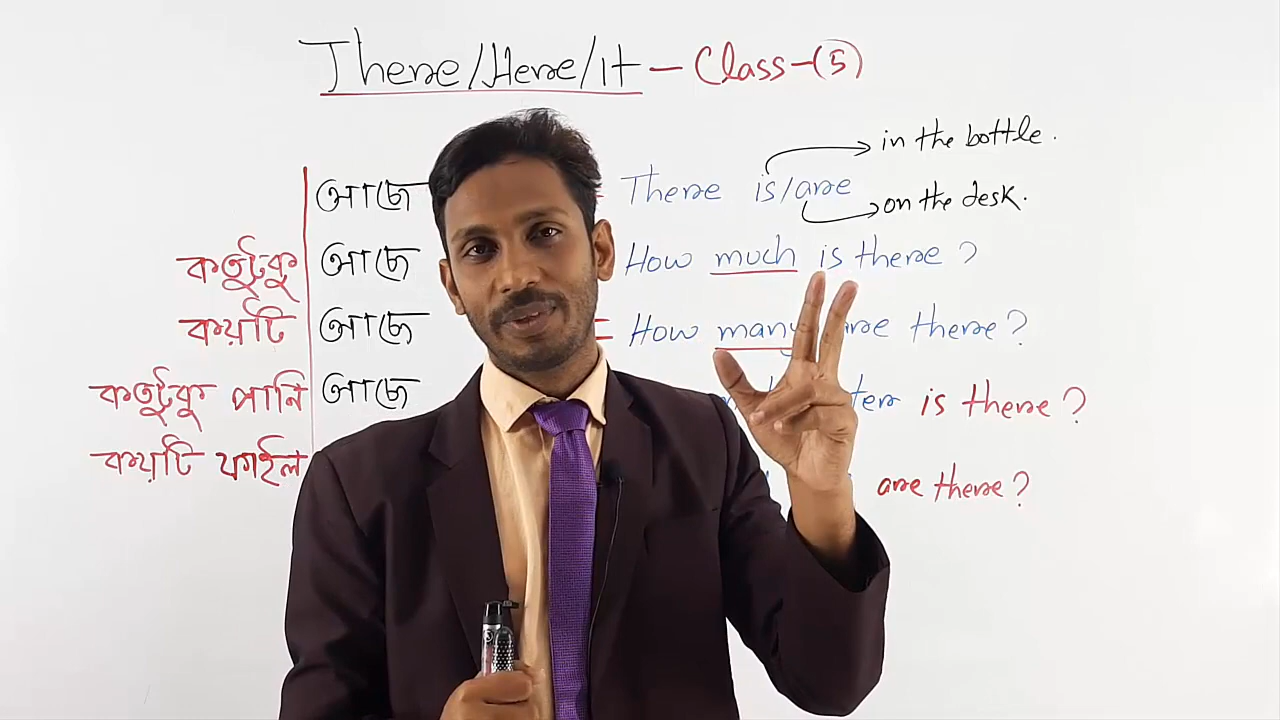 There/Here/it - Class-(5)
in the bottle.
আছে = There is/are
on the desk.
কতটুকু আছে How much is there?
কয়টি আছে = How many are there?
কতটুকু পানি আছে is there?
কয়টি ফাইল are there?